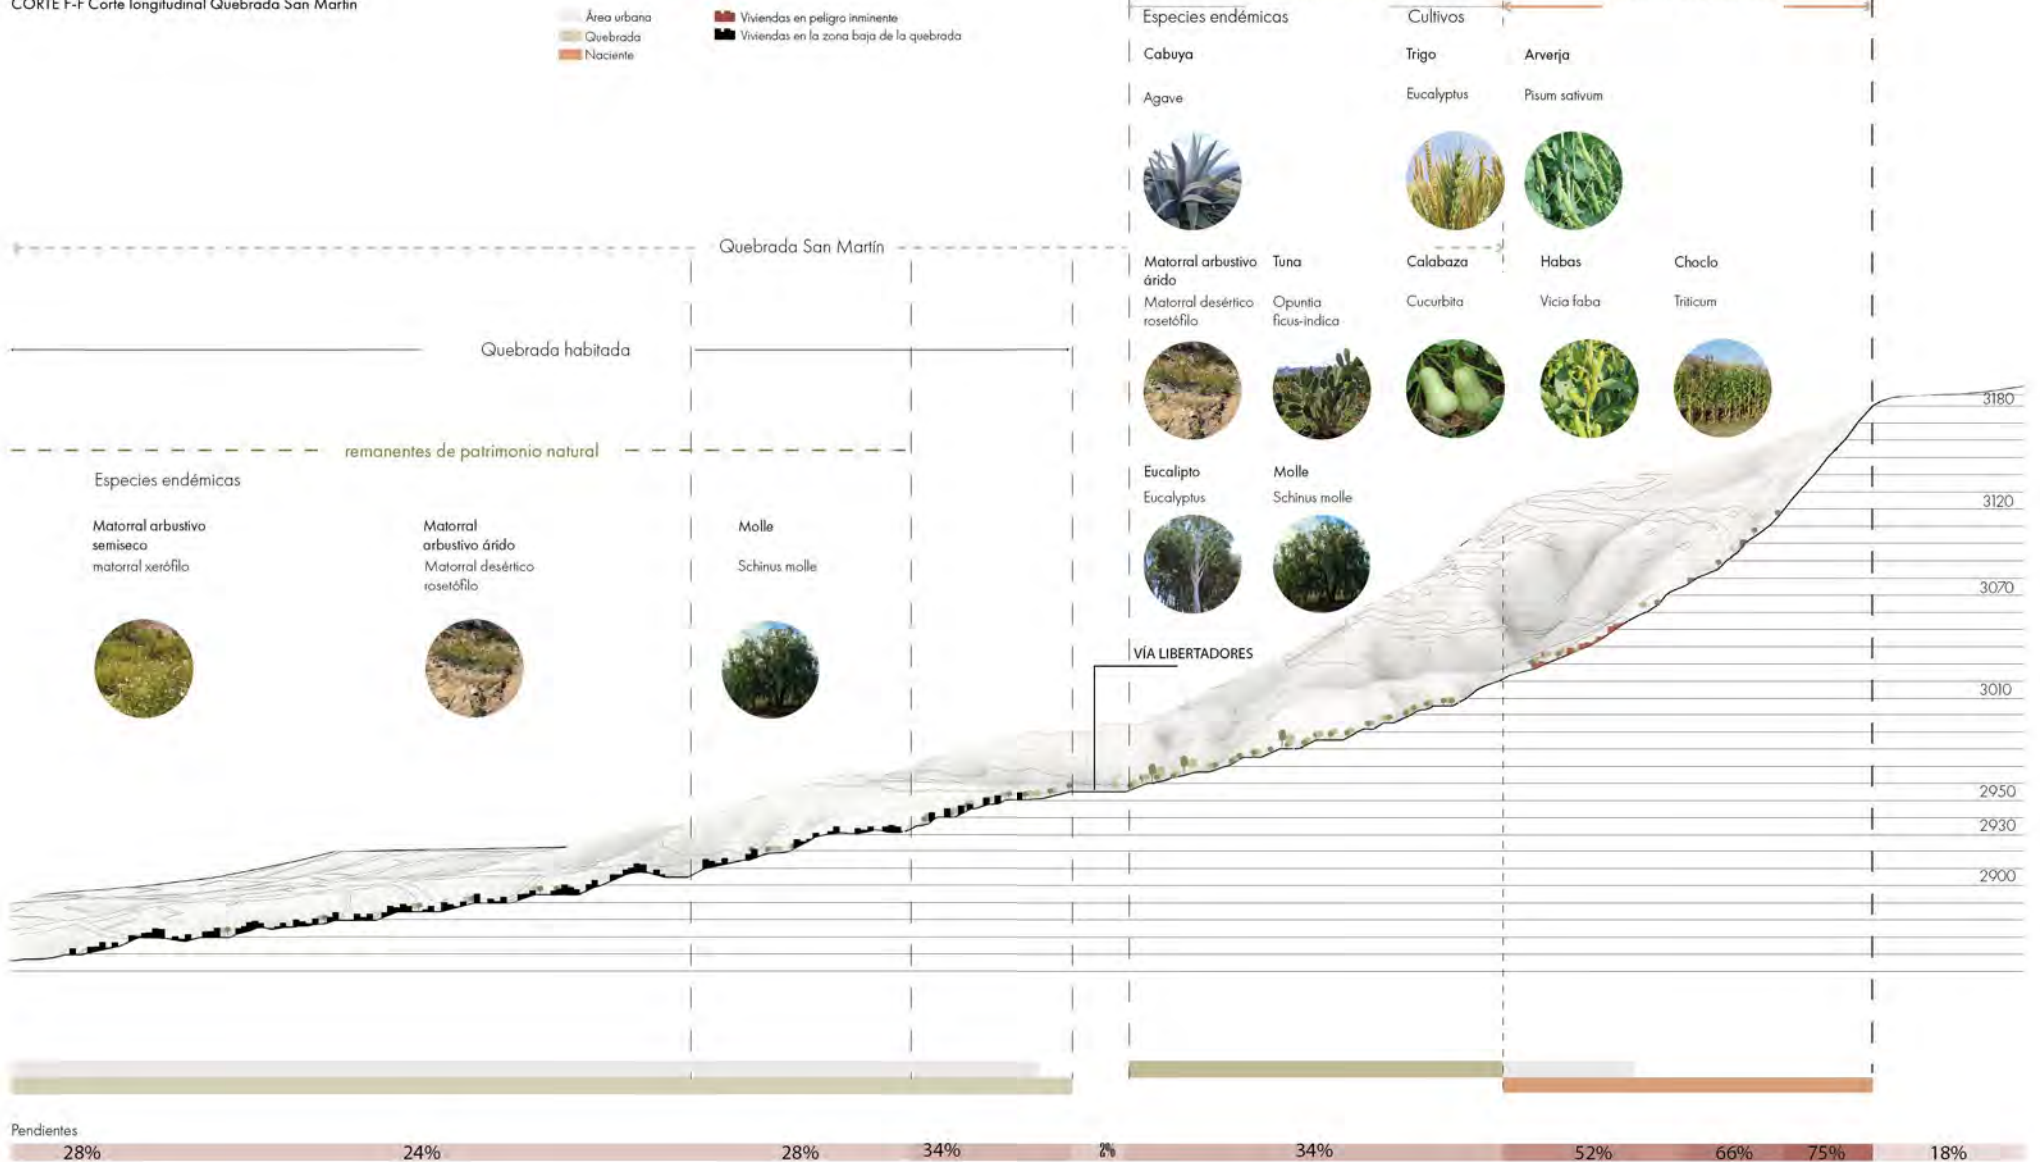 CORTE F-F Corte longitudinal Quebrada San Martín
Área urbana
Quebrada
Naciente
Viviendas en peligro inminente
Viviendas en la zona baja de la quebrada
Especies endémicas
Cultivos
Cabuya
Agave
Trigo
Eucalyptus
Arverja
Pisum sativum
Quebrada San Martín
Matorral arbustivo
árido
Matorral desértico
rosetófilo
Tuna
Opuntia
ficus-indica
Calabaza
Cucurbita
Habas
Vicia faba
Choclo
Triticum
Quebrada habitada
remanentes de patrimonio natural
Especies endémicas
Matorral arbustivo
semiseco
matorral xerófilo
Matorral
arbustivo árido
Matorral desértico
rosetófilo
Molle
Schinus molle
Eucalipto
Eucalyptus
Molle
Schinus molle
VÍA LIBERTADORES
3180
3120
3070
3010
2950
2930
2900
Pendientes
28%
24%
28%
34%
34%
52%
66%
75%
18%